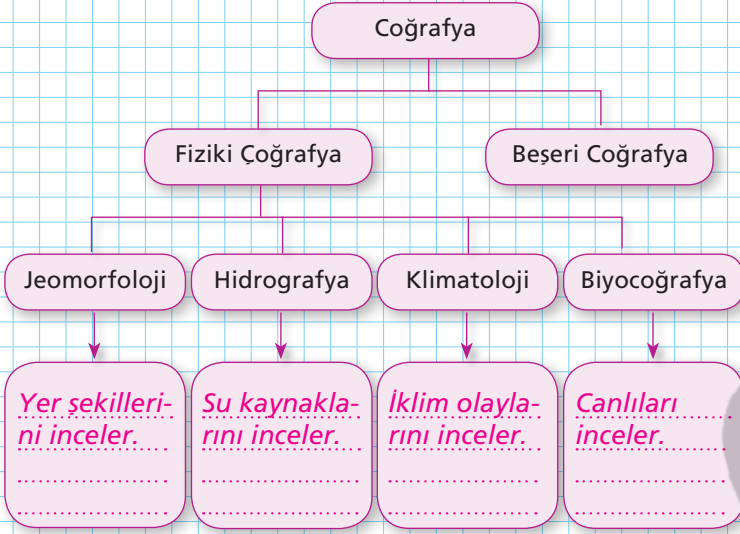 Coğrafya
Fiziki Çoğrafya
Beşeri Coğrafya
Jeomorfoloji
Hidrografya
Klimatoloji
Biyocoğrafya
Yer şekilleri-
ni inceler.
Su kaynakla-
rını inceler.
İklim olayla-
rını inceler.
Canlıları
inceler.